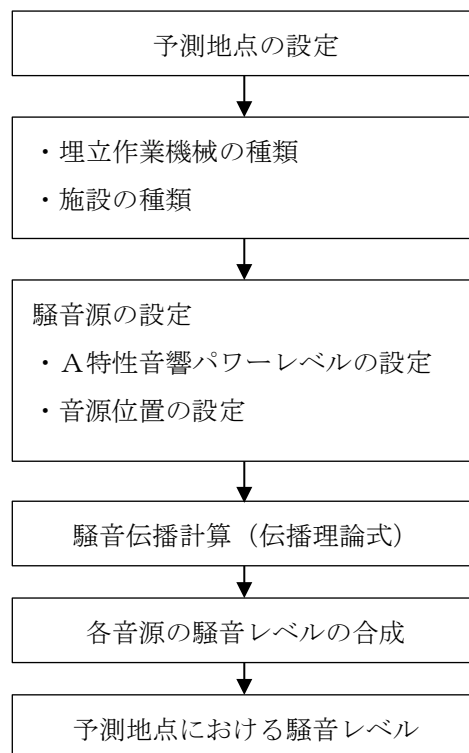 予測地点の設定
・埋立作業機械の種類
・施設の種類
騒音源の設定
・Ａ特性音響パワーレベルの設定
・音源位置の設定
騒音伝播計算（伝播理論式）
各音源の騒音レベルの合成
予測地点における騒音レベル